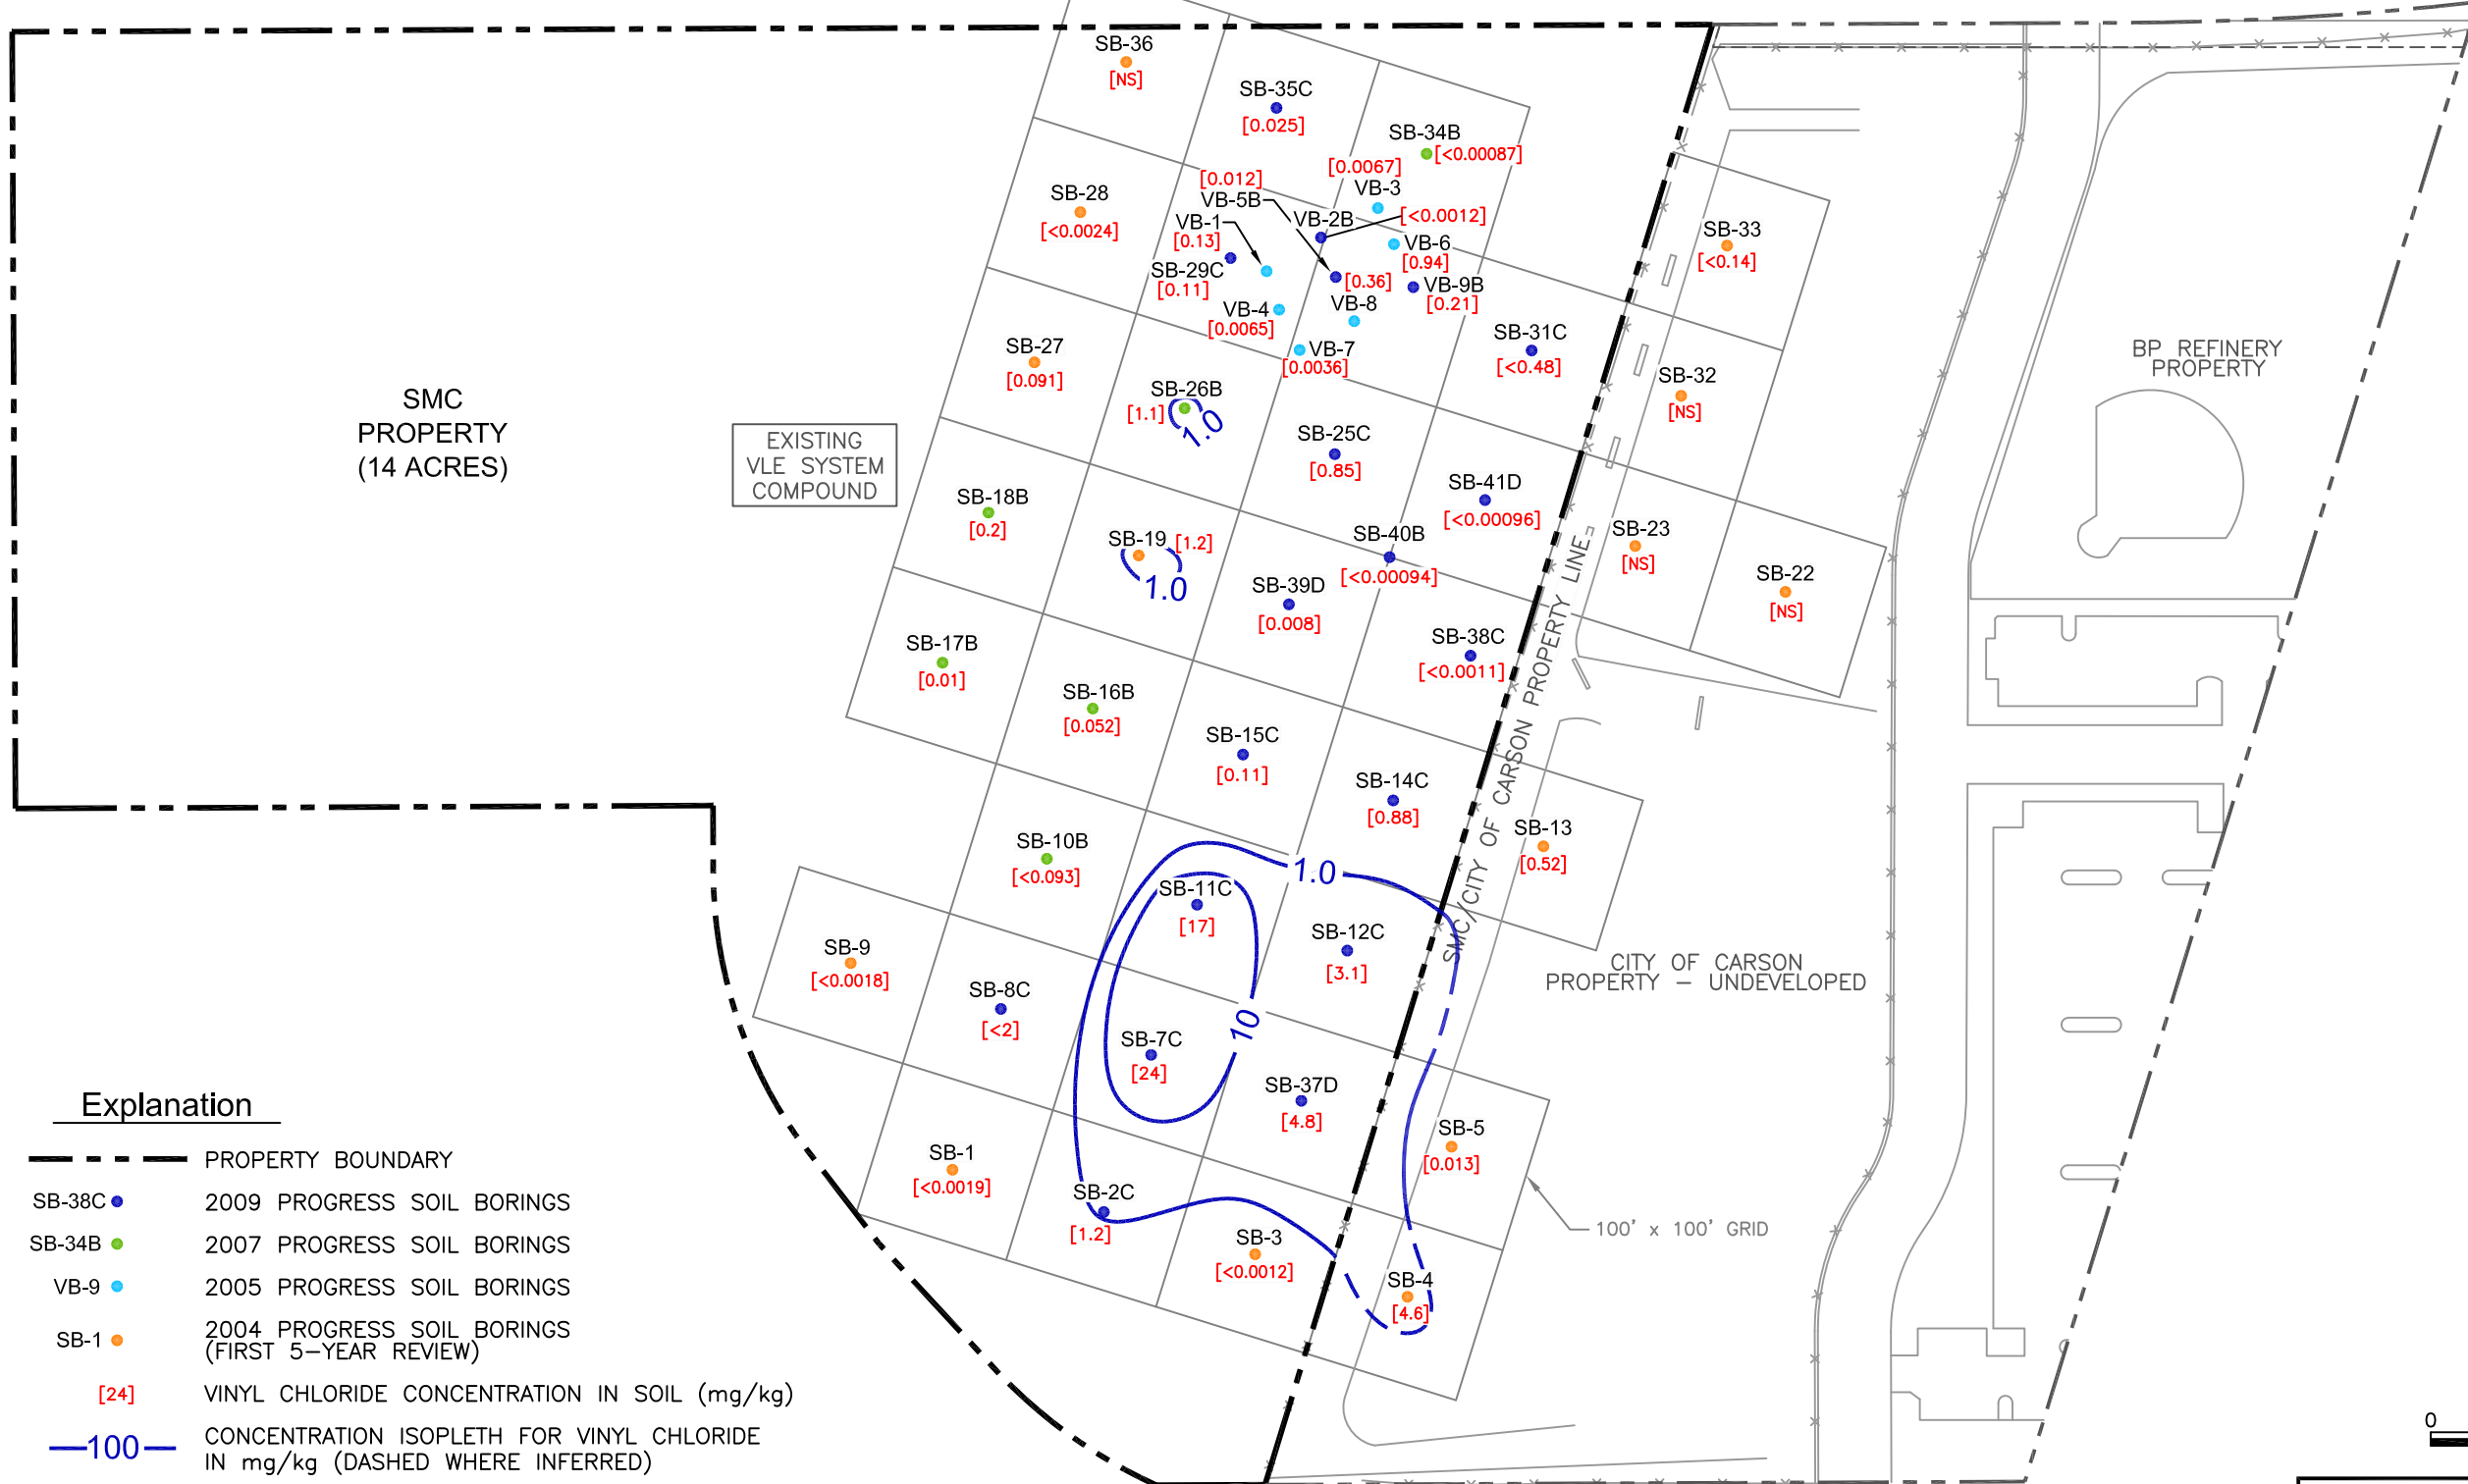 SB-36
[NS]
SB-35C
[0.025]
SB-34B
[<0.00087]
[0.0067]
VB-3
[0.012]
VB-5B
SB-28
[<0.0024]
VB-1
[0.13]
VB-2B
[<0.0012]
VB-6
[0.94]
SB-33
[<0.14]
SB-29C
[0.11]
[0.36]
VB-9B
[0.21]
VB-4
[0.0065]
VB-8
SB-27
[0.091]
VB-7
[0.0036]
SB-31C
[<0.48]
BP REFINERY
PROPERTY
SMC
PROPERTY
(14 ACRES)
SB-26B
[1.1]
1.0
SB-32
[NS]
EXISTING
VLE SYSTEM
COMPOUND
SB-25C
[0.85]
SB-18B
[0.2]
SB-41D
[<0.00096]
SB-19
[1.2]
1.0
SB-40B
[<0.00094]
SB-23
[NS]
SB-22
[NS]
SB-39D
[0.008]
SB-17B
[0.01]
SB-38C
[<0.0011]
SMC/CITY OF CARSON PROPERTY LINE
SB-16B
[0.052]
SB-15C
[0.11]
SB-14C
[0.88]
SB-13
[0.52]
SB-10B
[<0.093]
1.0
SB-11C
[17]
SB-12C
[3.1]
CITY OF CARSON
PROPERTY – UNDEVELOPED
SB-9
[<0.0018]
SB-8C
[<2]
10
SB-7C
[24]
SB-37D
[4.8]
SB-5
[0.013]
SB-1
[<0.0019]
SB-2C
[1.2]
SB-3
[<0.0012]
100' x 100' GRID
SB-4
[4.6]
0
Explanation
PROPERTY BOUNDARY
SB-38C 2009 PROGRESS SOIL BORINGS
SB-34B 2007 PROGRESS SOIL BORINGS
VB-9 2005 PROGRESS SOIL BORINGS
SB-1 2004 PROGRESS SOIL BORINGS
(FIRST 5–YEAR REVIEW)
[24] VINYL CHLORIDE CONCENTRATION IN SOIL (mg/kg)
100 CONCENTRATION ISOPLETH FOR VINYL CHLORIDE
IN mg/kg (DASHED WHERE INFERRED)